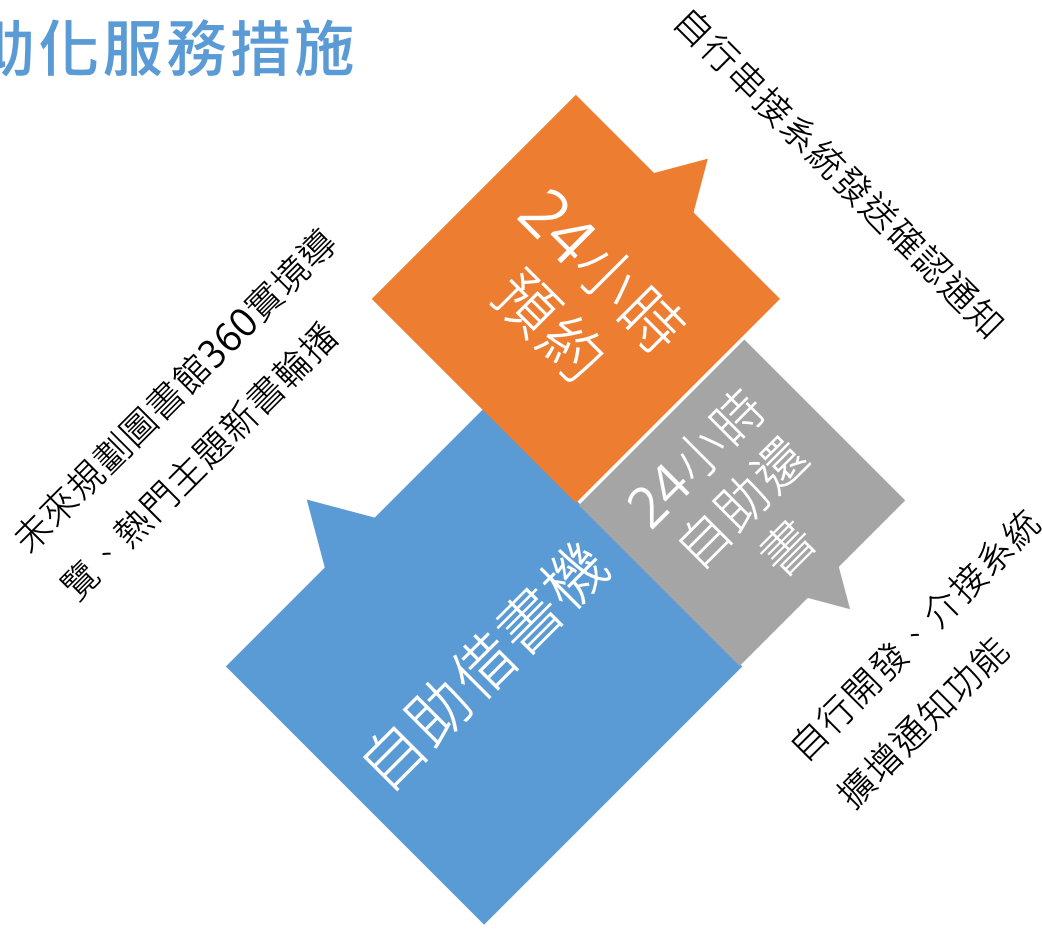 助化服務措施
自行串接系統發送確認通知
24小時
預約
未來規劃圖書館360實境導
覽、熱門主題新書輪播
24小時
自助還
書
自助借書機
自行開發、介接系統
擴增通知功能